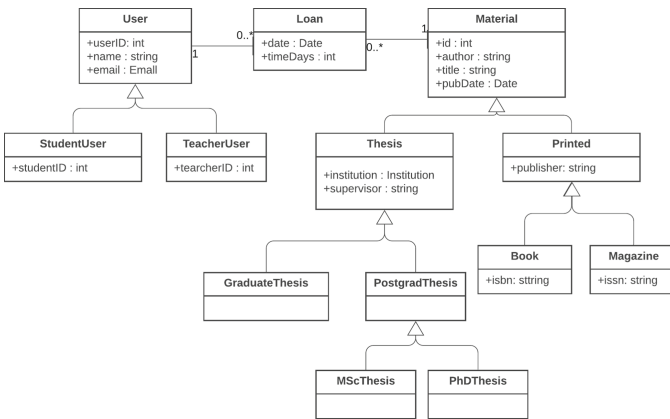 User
+userID: int
+name : string
+email : Emall
Loan
+date : Date
+timeDays : int
Material
+id : int
+author : string
+title : string
+pubDate : Date
1
0..*
0..*
1
StudentUser
+studentID : int
TeacherUser
+tearcherID : int
Thesis
+institution : Institution
+supervisor : string
Printed
+publisher: string
GraduateThesis
PostgradThesis
Book
+isbn: sttring
Magazine
+issn: string
MScThesis
PhDThesis